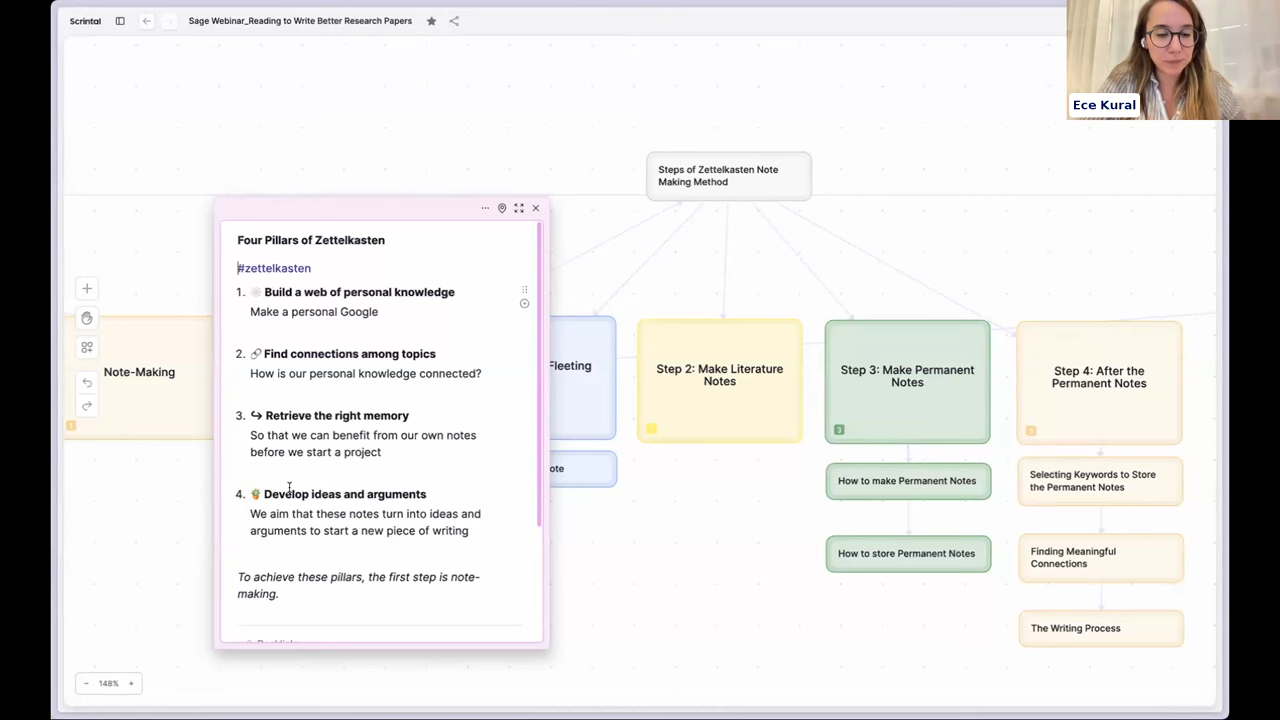 Scrintal
Sage Webinar_Reading to Write Better Research Papers
Ece Kural
Steps of Zettelkasten Note
Making Method
Four Pillars of Zettelkasten
#zettelkasten
1. Build a web of personal knowledge
Make a personal Google
2. Find connections among topics
How is our personal knowledge connected?
3. Retrieve the right memory
So that we can benefit from our own notes
before we start a project
4. Develop ideas and arguments
We aim that these notes turn into ideas and
arguments to start a new piece of writing
To achieve these pillars, the first step is note-
making.
Note-Making
1
Fleeting
ote
Step 2: Make Literature
Notes
Step 3: Make Permanent
Notes
3
How to make Permanent Notes
How to store Permanent Notes
Step 4: After the
Permanent Notes
3
Selecting Keywords to Store
the Permanent Notes
Finding Meaningful
Connections
The Writing Process
148%